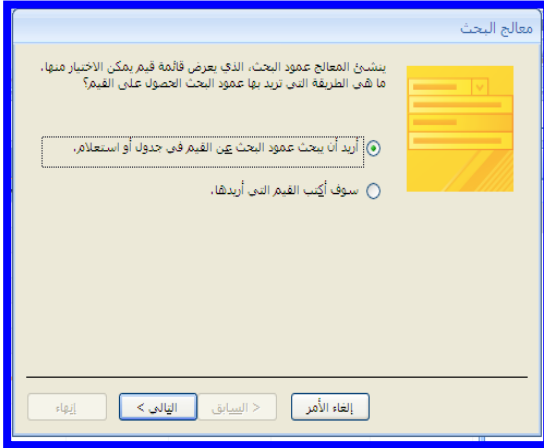 معالج البحث
ينشئ المعالج عمود البحث، الذي يعرض قائمة قيم يمكن الاختيار منها.
ما هي الطريقة التي تريد بها عمود البحث الحصول على القيم؟
أريد أن يبحث عمود البحث عن القيم في جدول أو استعلام.
سوف أكتب القيم التي أريدها.
إلغاء الأمر < السابق التالي > إنهاء